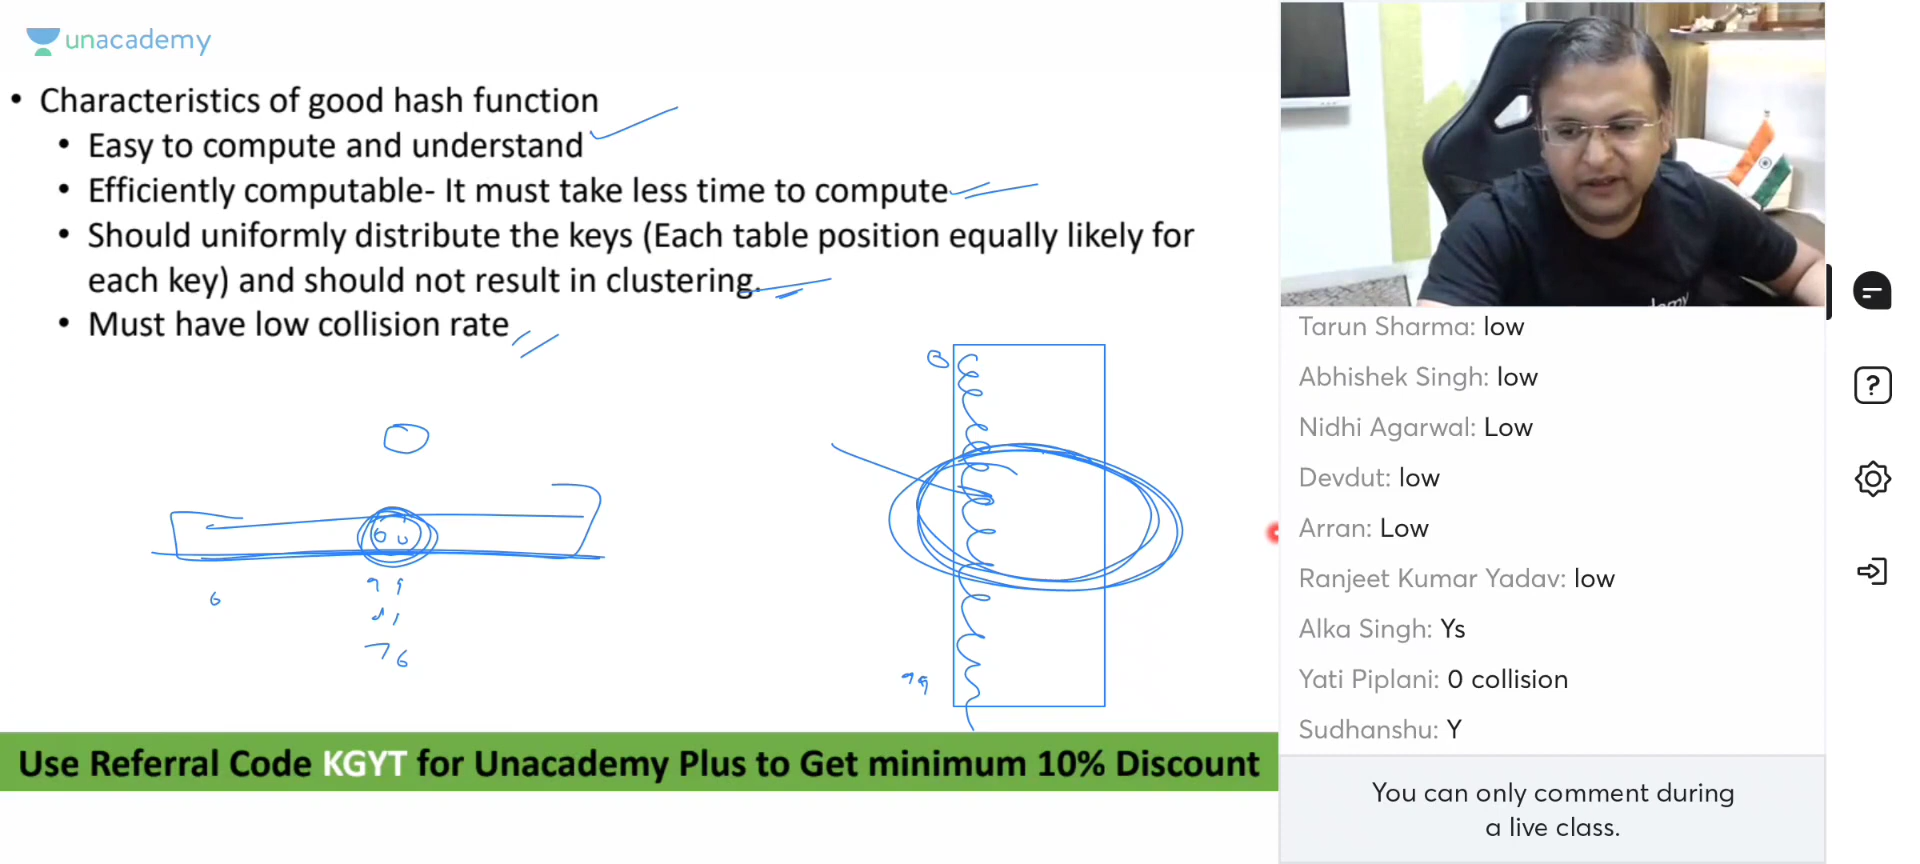 unacademy
• Characteristics of good hash function
• Easy to compute and understand
• Efficiently computable- It must take less time to compute
• Should uniformly distribute the keys (Each table position equally likely for
each key) and should not result in clustering.
• Must have low collision rate
6
99
76
99
Use Referral Code KGYT for Unacademy Plus to Get minimum 10% Discount
Tarun Sharma: low
Abhishek Singh: low
Nidhi Agarwal: Low
Devdut: low
Arran: Low
Ranjeet Kumar Yadav: low
Alka Singh: Ys
Yati Piplani: 0 collision
Sudhanshu: Y
You can only comment during
a live class.